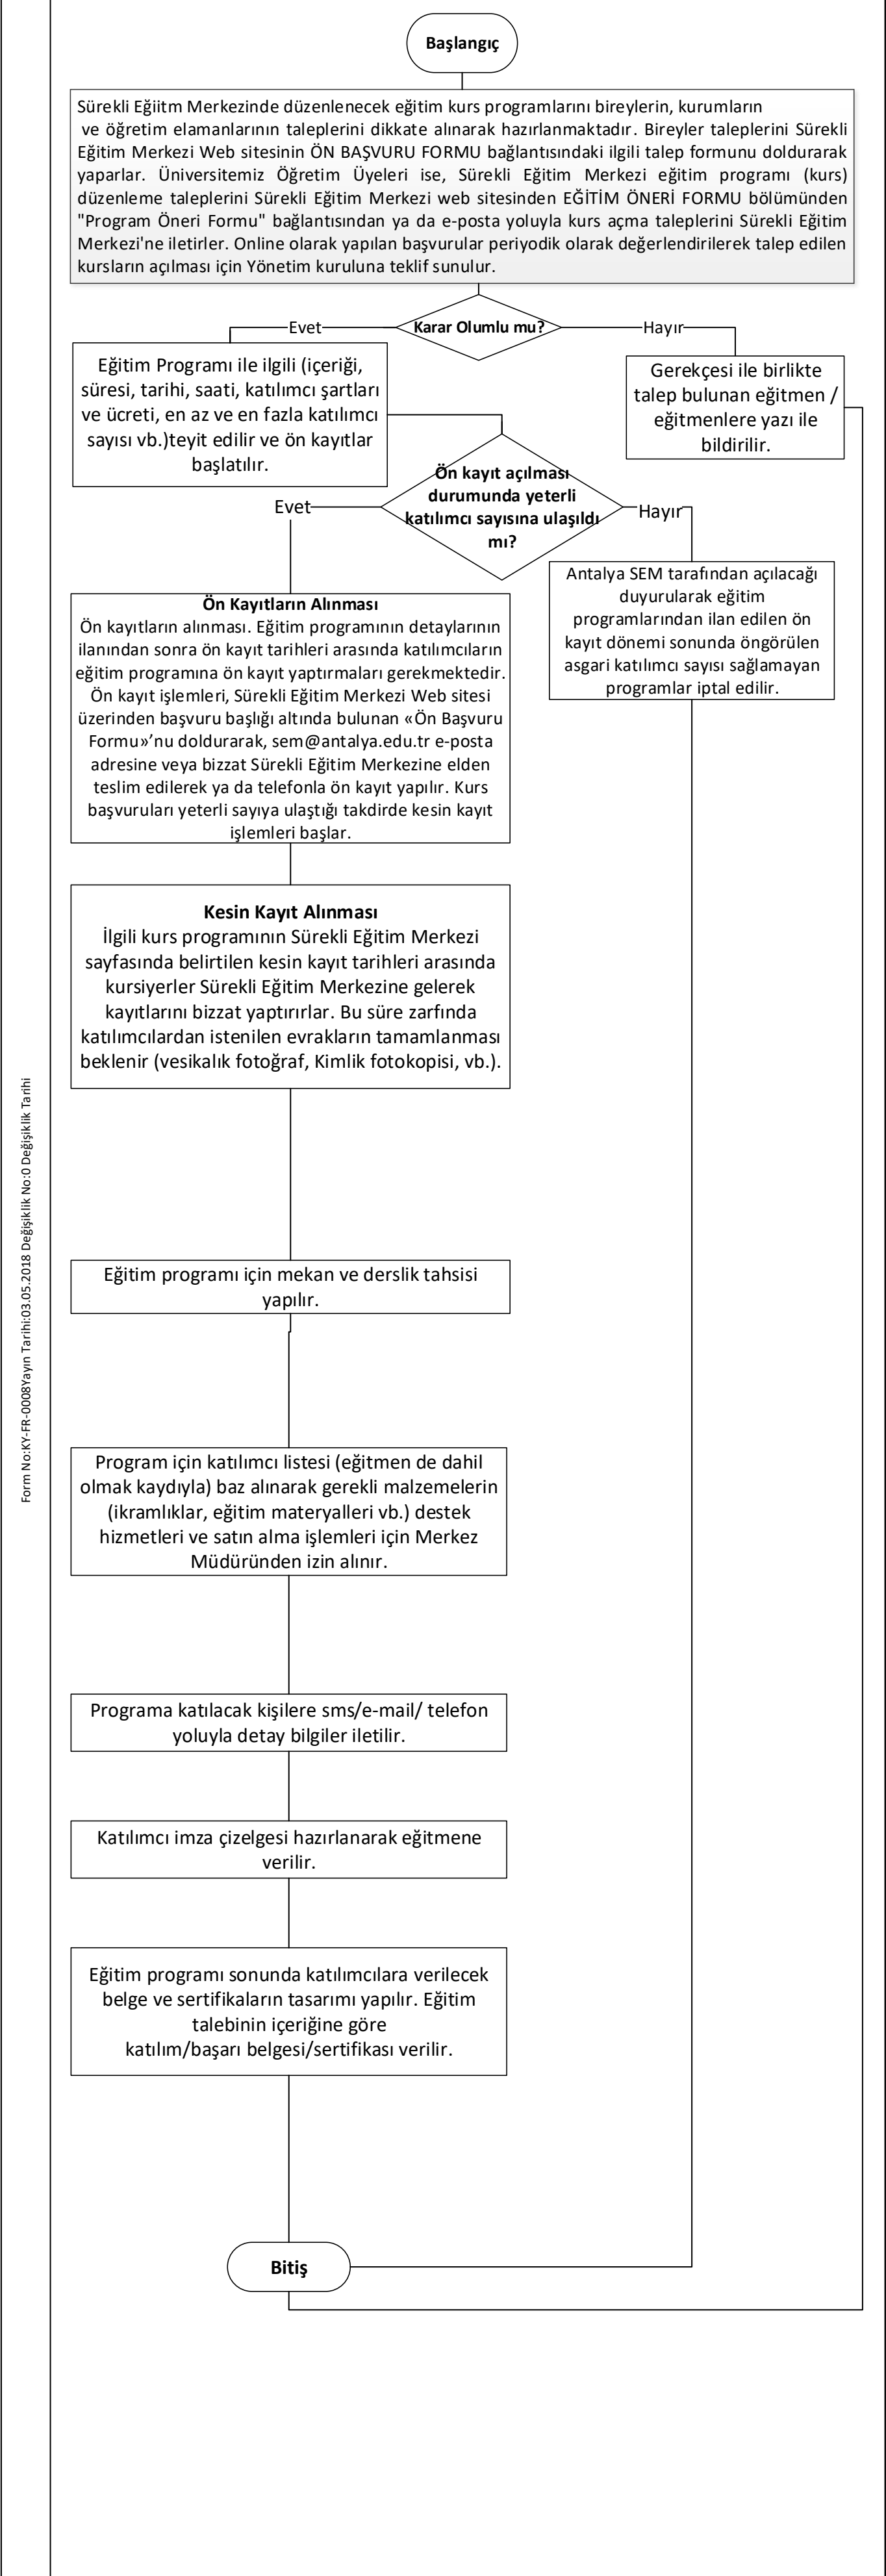 Başlangıç
Sürekli Eğiitm Merkezinde düzenlenecek eğitim kurs programlarını bireylerin, kurumların
ve öğretim elamanlarının taleplerini dikkate alınarak hazırlanmaktadır. Bireyler taleplerini Sürekli
Eğitim Merkezi Web sitesinin ÖN BAŞVURU FORMU bağlantısındaki ilgili talep formunu doldurarak
yaparlar. Üniversitemiz Öğretim Üyeleri ise, Sürekli Eğitim Merkezi eğitim programı (kurs)
düzenleme taleplerini Sürekli Eğitim Merkezi web sitesinden EĞİTİM ÖNERİ FORMU bölümünden
"Program Öneri Formu" bağlantısından ya da e-posta yoluyla kurs açma taleplerini Sürekli Eğitim
Merkezi'ne iletirler. Online olarak yapılan başvurular periyodik olarak değerlendirilerek talep edilen
kursların açılması için Yönetim kuruluna teklif sunulur.
Evet
Karar Olumlu mu?
Hayır
Eğitim Programı ile ilgili (içeriği,
süresi, tarihi, saati, katılımcı şartları
ve ücreti, en az ve en fazla katılımcı
sayısı vb.)teyit edilir ve ön kayıtlar
başlatılır.
Gerekçesi ile birlikte
talep bulunan eğitmen /
eğitmenlere yazı ile
bildirilir.
Ön kayıt açılması
durumunda yeterli
katılımcı sayısına ulaşıldı
mı?
Evet
Hayır
Antalya SEM tarafından açılacağı
duyurularak eğitim
programlarından ilan edilen ön
kayıt dönemi sonunda öngörülen
asgari katılımcı sayısı sağlamayan
programlar iptal edilir.
Ön Kayıtların Alınması
Ön kayıtların alınması. Eğitim programının detaylarının
ilanından sonra ön kayıt tarihleri arasında katılımcıların
eğitim programına ön kayıt yaptırmaları gerekmektedir.
Ön kayıt işlemleri, Sürekli Eğitim Merkezi Web sitesi
üzerinden başvuru başlığı altında bulunan «Ön Başvuru
Formu»’nu doldurarak, sem@antalya.edu.tr e-posta
adresine veya bizzat Sürekli Eğitim Merkezine elden
teslim edilerek ya da telefonla ön kayıt yapılır. Kurs
başvuruları yeterli sayıya ulaştığı takdirde kesin kayıt
işlemleri başlar.
Kesin Kayıt Alınması
İlgili kurs programının Sürekli Eğitim Merkezi
sayfasında belirtilen kesin kayıt tarihleri arasında
kursiyerler Sürekli Eğitim Merkezine gelerek
kayıtlarını bizzat yaptırırlar. Bu süre zarfında
katılımcılardan istenilen evrakların tamamlanması
beklenir (vesikalık fotoğraf, Kimlik fotokopisi, vb.).
Eğitim programı için mekan ve derslik tahsisi
yapılır.
Program için katılımcı listesi (eğitmen de dahil
olmak kaydıyla) baz alınarak gerekli malzemelerin
(ikramlıklar, eğitim materyalleri vb.) destek
hizmetleri ve satın alma işlemleri için Merkez
Müdüründen izin alınır.
Programa katılacak kişilere sms/e-mail/ telefon
yoluyla detay bilgiler iletilir.
Katılımcı imza çizelgesi hazırlanarak eğitmene
verilir.
Eğitim programı sonunda katılımcılara verilecek
belge ve sertifikaların tasarımı yapılır. Eğitim
talebinin içeriğine göre
katılım/başarı belgesi/sertifikası verilir.
Bitiş
Form No:KY-FR-0008Yayın Tarihi:03.05.2018 Değişiklik No:0 Değişiklik Tarihi